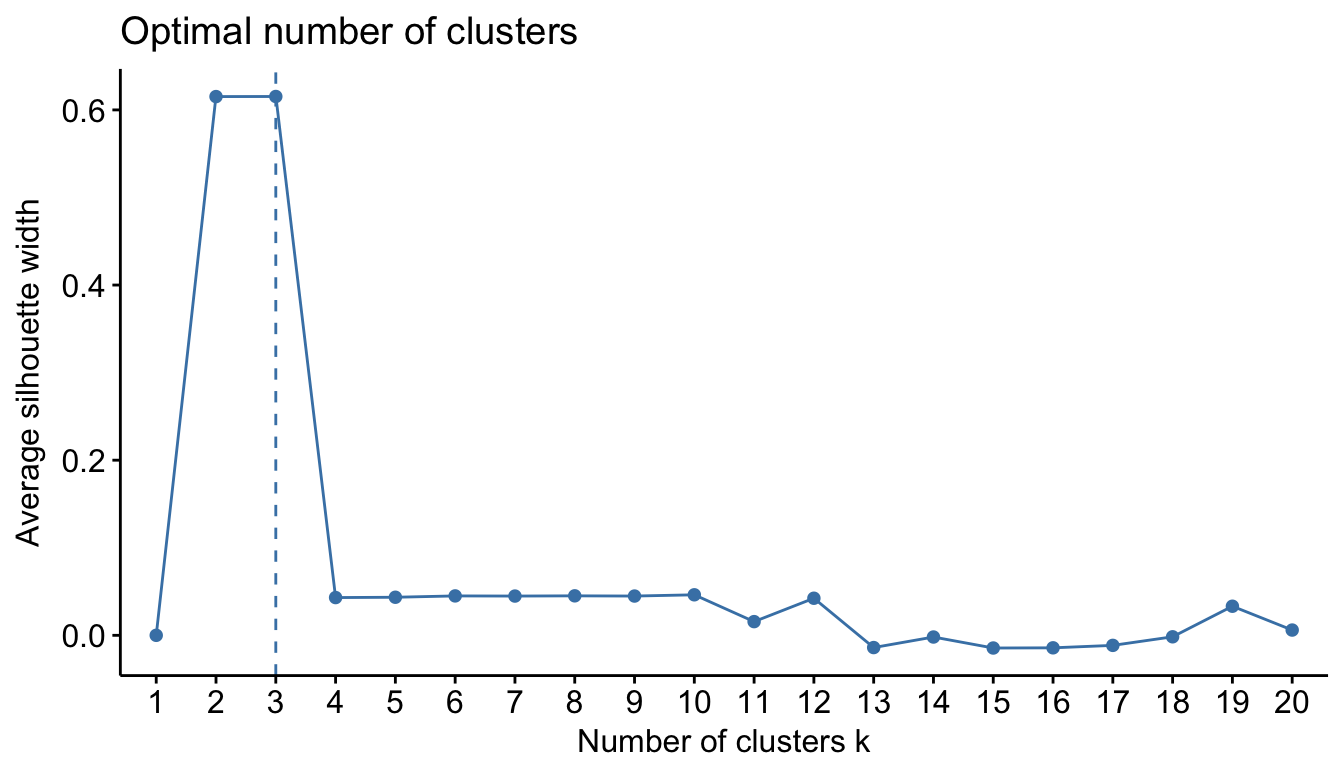 Optimal number of clusters
Average silhouette width
0.6
0.4
0.2
0.0
1 2 3 4 5 6 7 8 9 10 11 12 13 14 15 16 17 18 19 20
Number of clusters k